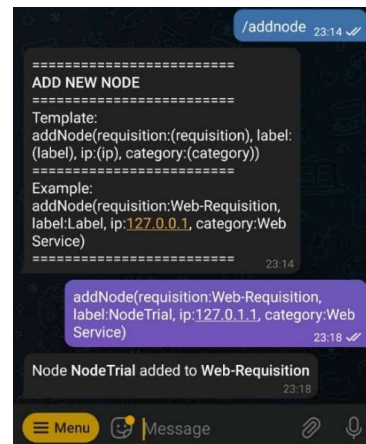 /addnode 23:14
=========================
ADD NEW NODE
=========================
Template:
addNode(requisition:(requisition), label:
(label), ip:(ip), category:(category))
=========================
Example:
addNode(requisition:Web-Requisition,
label:Label, ip:127.0.0.1, category:Web
Service)
=========================
23:14
addNode(requisition:Web-Requisition,
label:NodeTrial, ip:127.0.1.1, category:Web
Service)
23:18
Node NodeTrial added to Web-Requisition
23:18
Menu Message